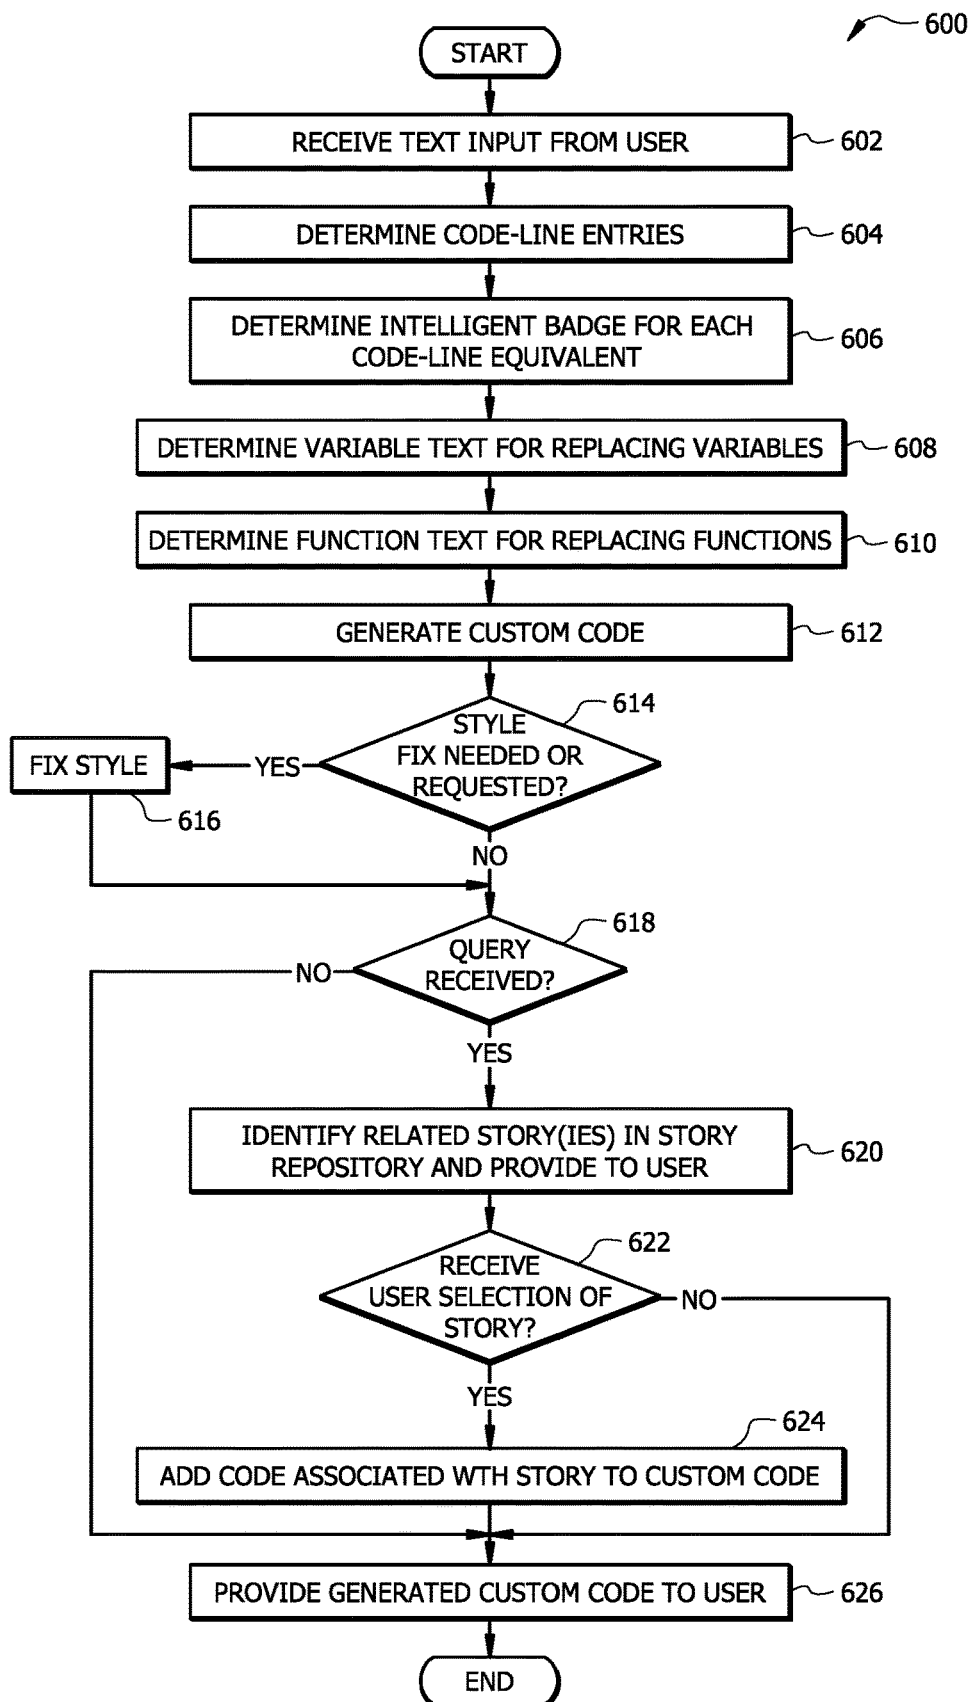 600
START
RECEIVE TEXT INPUT FROM USER
602
DETERMINE CODE-LINE ENTRIES
604
DETERMINE INTELLIGENT BADGE FOR EACH
CODE-LINE EQUIVALENT
606
DETERMINE VARIABLE TEXT FOR REPLACING VARIABLES
608
DETERMINE FUNCTION TEXT FOR REPLACING FUNCTIONS
610
GENERATE CUSTOM CODE
612
614
STYLE
FIX NEEDED OR
REQUESTED?
YES
FIX STYLE
616
NO
618
QUERY
RECEIVED?
NO
YES
IDENTIFY RELATED STORY(IES) IN STORY
REPOSITORY AND PROVIDE TO USER
620
622
RECEIVE
USER SELECTION OF
STORY?
NO
YES
624
ADD CODE ASSOCIATED WTH STORY TO CUSTOM CODE
PROVIDE GENERATED CUSTOM CODE TO USER
626
END